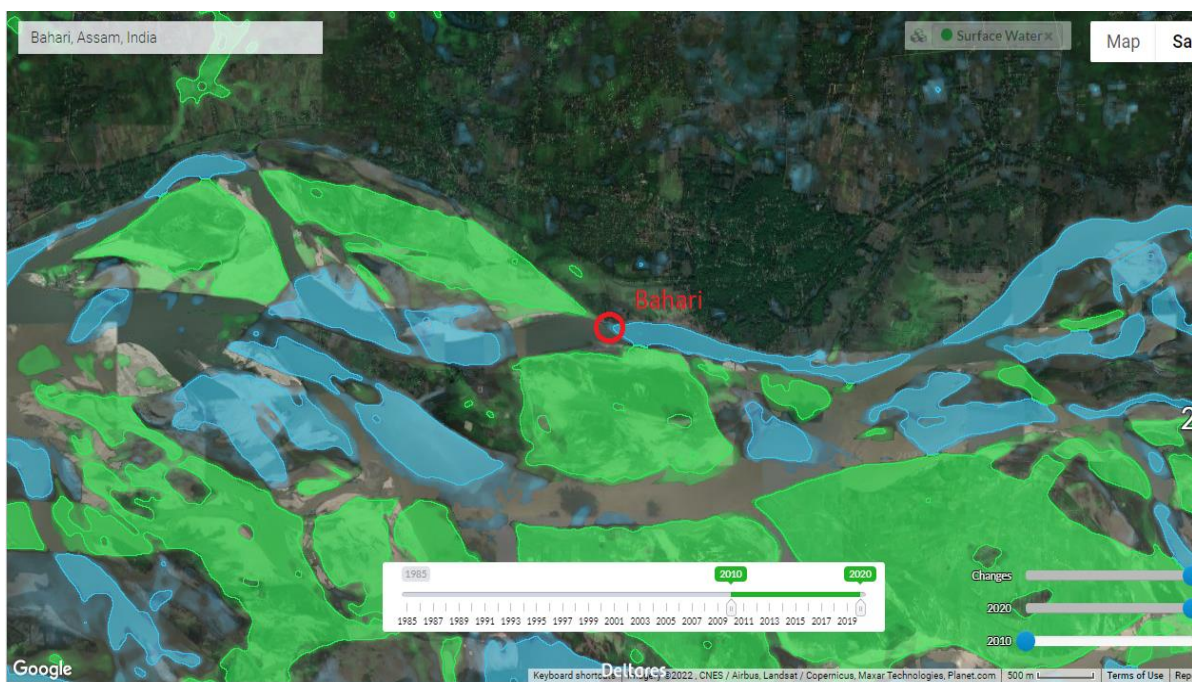 Bahari, Assam, India
Surface Water×
Map Sa
Bahari
2
1985 2010 2020
1985 1987 1989 1991 1993 1995 1997 1999 2001 2003 2005 2007 2009 2011 2013 2015 2017 2019
Changes
2020
2010
Google
Deltares
Keyboard shortc
©2022 , CNES / Airbus, Landsat / Copernicus, Maxar Technologies, Planet.com
500 m
Terms of Use
Rep